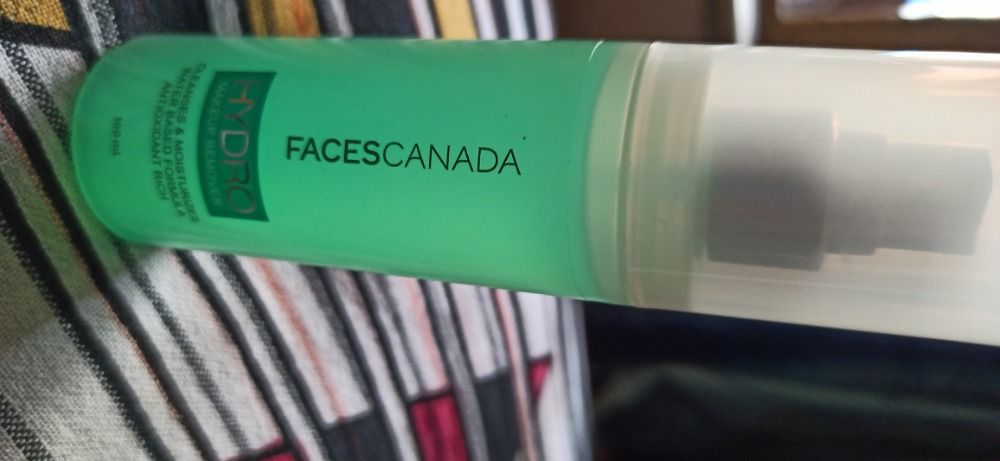 FACESCANADA
HYDRO
MAKEUP REMOVER
CLEANSES & MOISTURIZES
WATER BASED FORMULA
ANTIOXIDANT RICH
100 ml